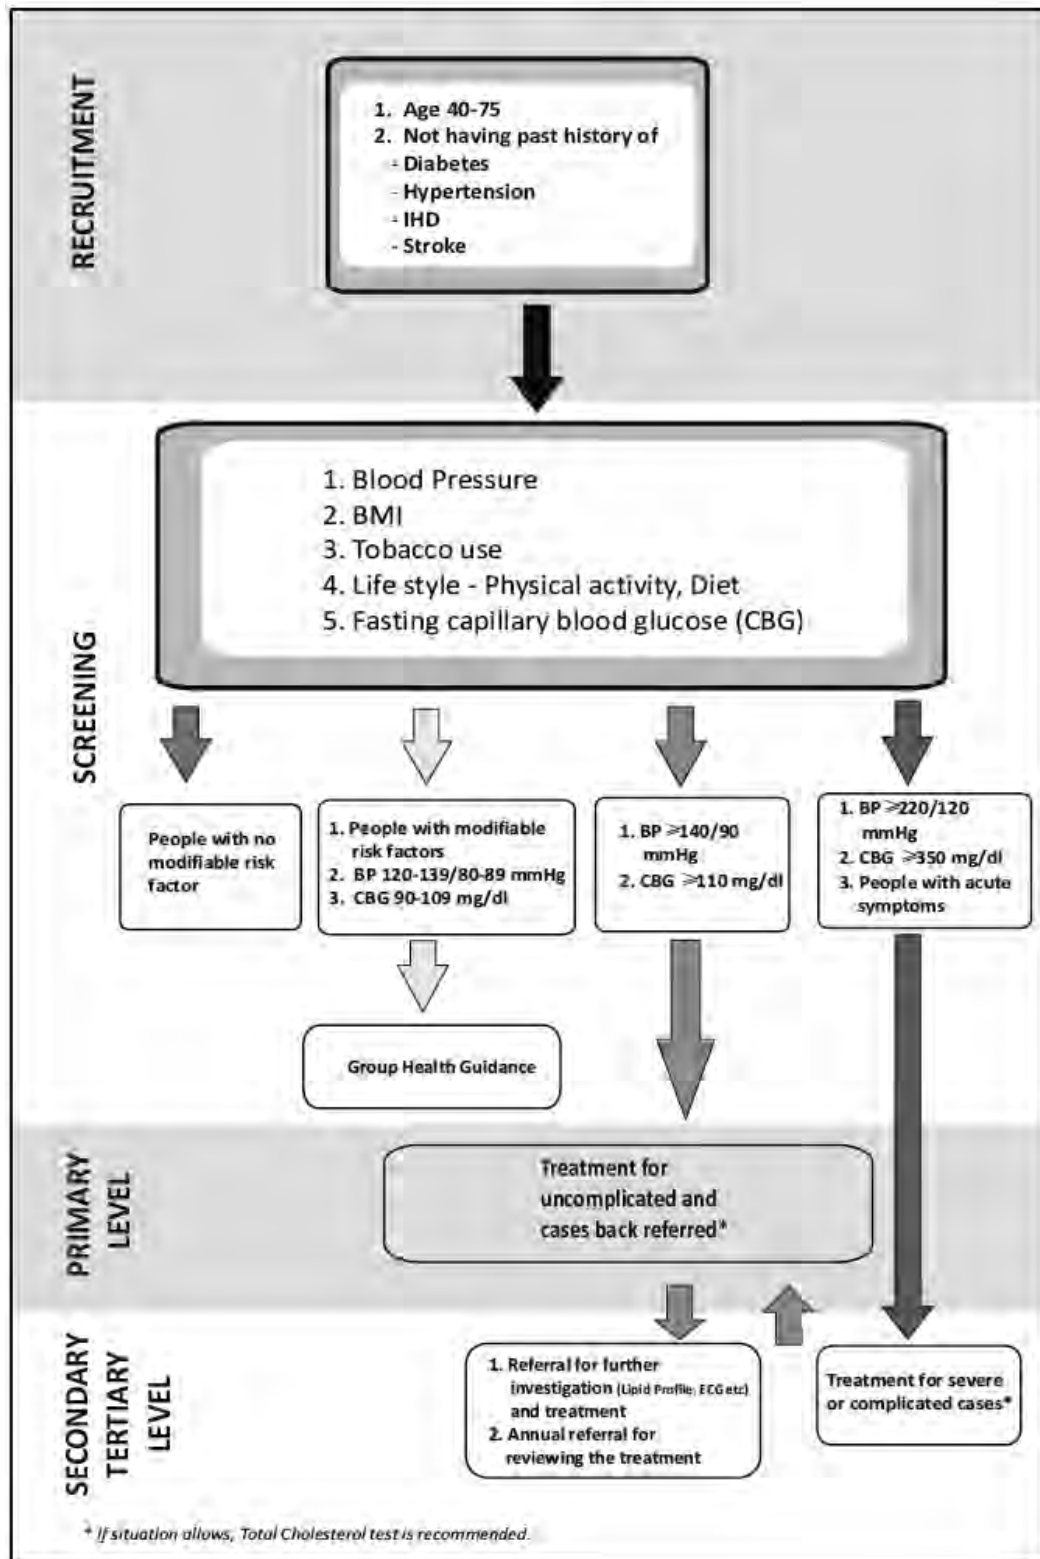 RECRUITMENT
1. Age 40-75
2. Not having past history of
- Diabetes
- Hypertension
- IHD
- Stroke
SCREENING
1. Blood Pressure
2. BMI
3. Tobacco use
4. Life style - Physical activity, Diet
5. Fasting capillary blood glucose (CBG)
People with no
modifiable risk
factor
1. People with modifiable
risk factors
2. BP 120-139/80-89 mmHg
3. CBG 90-109 mg/dl
1. BP ⩾140/90
mmHg
2. CBG ⩾110 mg/dl
1. BP ⩾220/120
mmHg
2. CBG ⩾350 mg/dl
3. People with acute
symptoms
Group Health Guidance
PRIMARY
LEVEL
Treatment for
uncomplicated and
cases back referred*
SECONDARY
TERTIARY
LEVEL
1. Referral for further
investigation (Lipid Profile, ECG etc)
and treatment
2. Annual referral for
reviewing the treatment
Treatment for severe
or complicated cases*
* If situation allows, Total Cholesterol test is recommended.